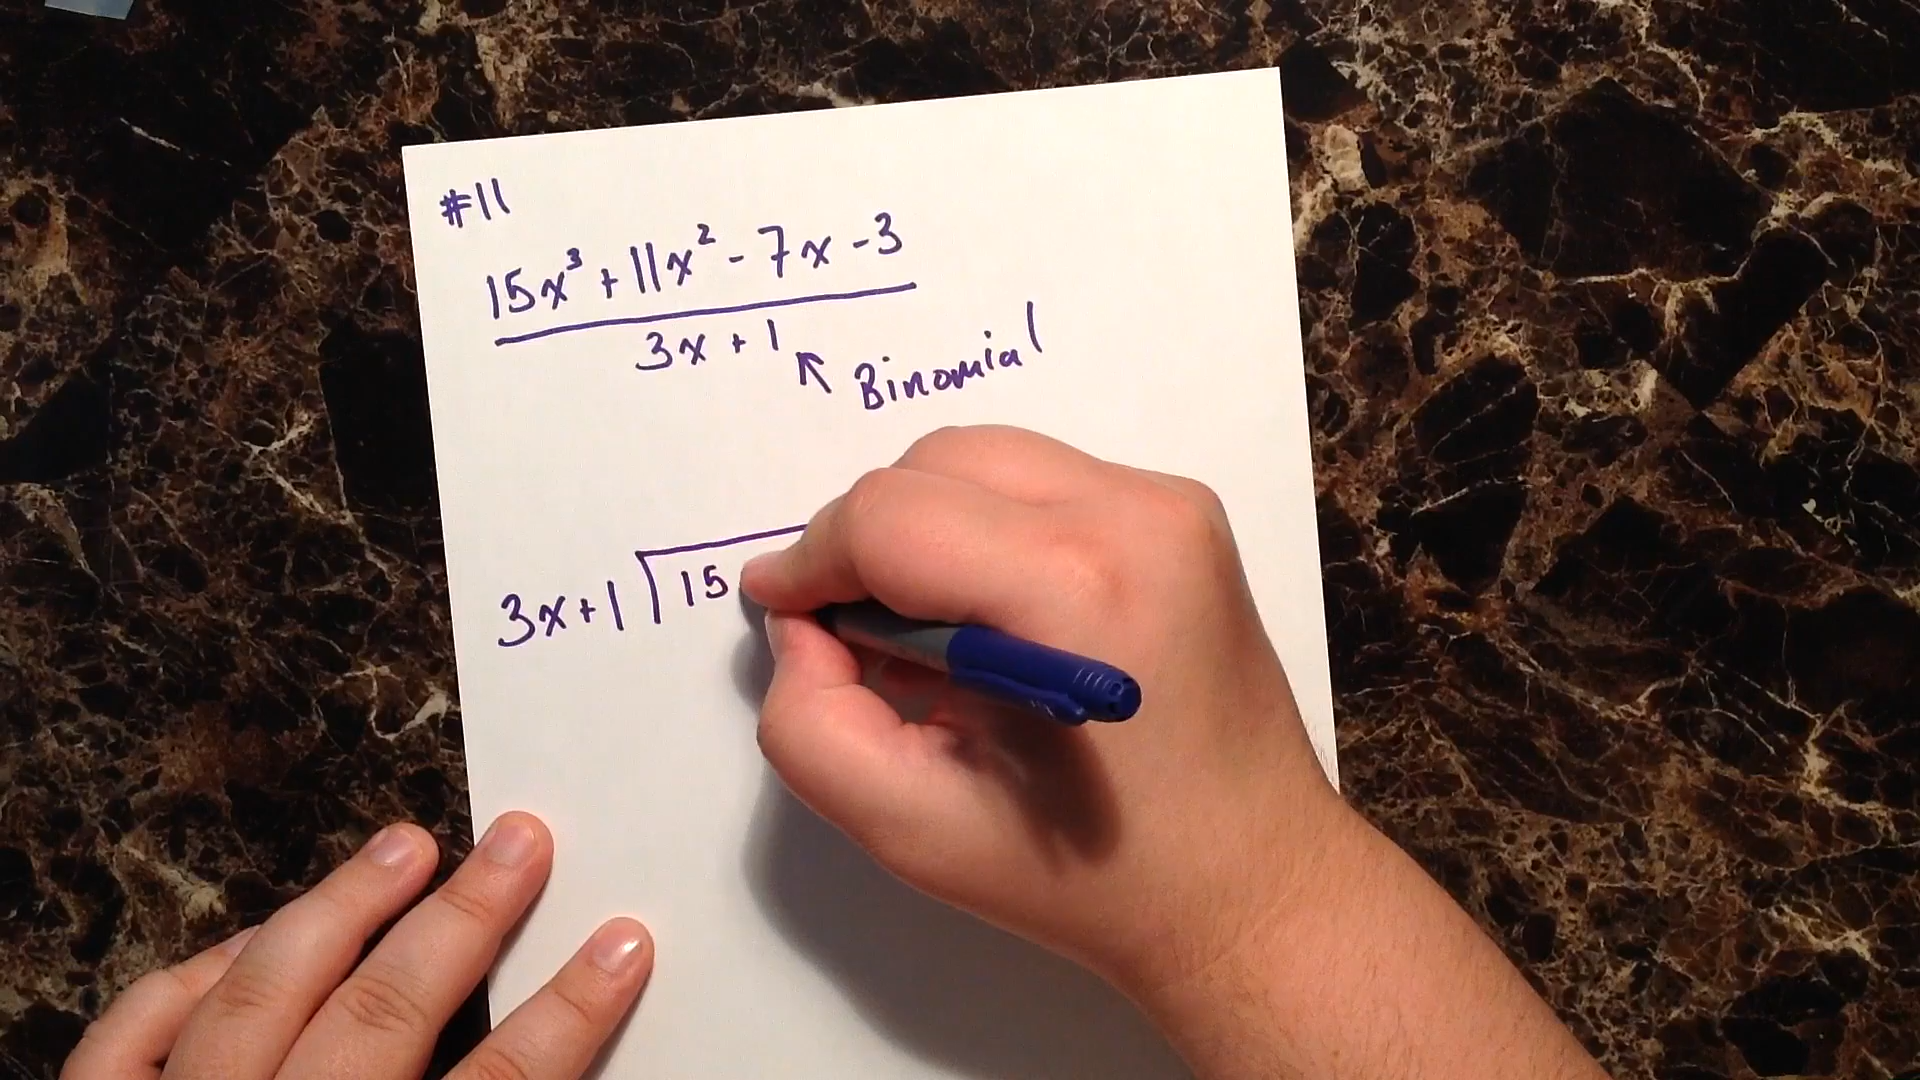 #11
15x³ + 11x² - 7x - 3
3x + 1
Binomial
3x+1 15